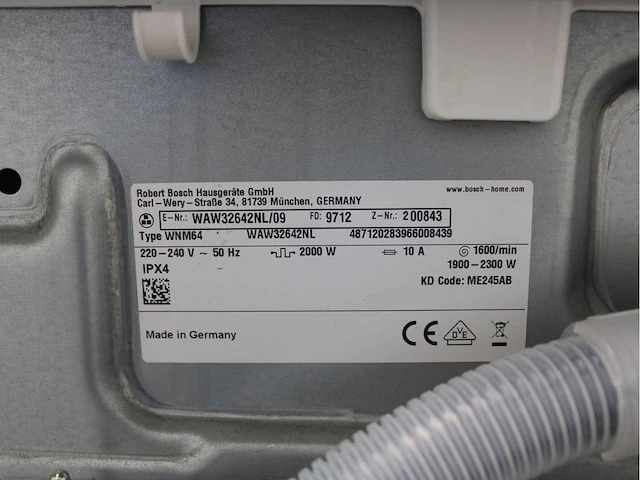 Robert Bosch Hausgeräte GmbH www.bosch-home.com
Carl-Wery-Straße 34, 81739 München, GERMANY
E-Nr.: WAW32642NL/09 FD: 9712 Z-Nr.: 200843
Type WNM64 WAW32642NL 487120283966008439
220-240 V ~ 50 Hz 2000 W 10 A 1600/min
1900-2300 W
IPX4
KD Code: ME245AB
Made in Germany CE DVE